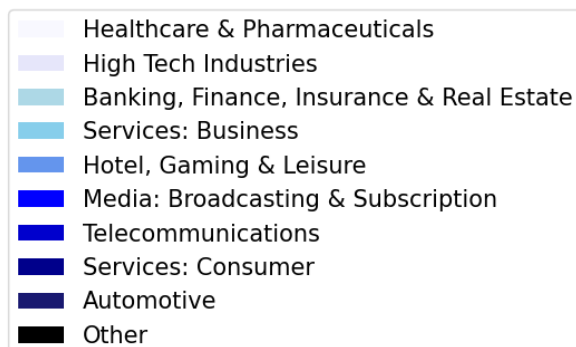 Healthcare & Pharmaceuticals
High Tech Industries
Banking, Finance, Insurance & Real Estate
Services: Business
Hotel, Gaming & Leisure
Media: Broadcasting & Subscription
Telecommunications
Services: Consumer
Automotive
Other